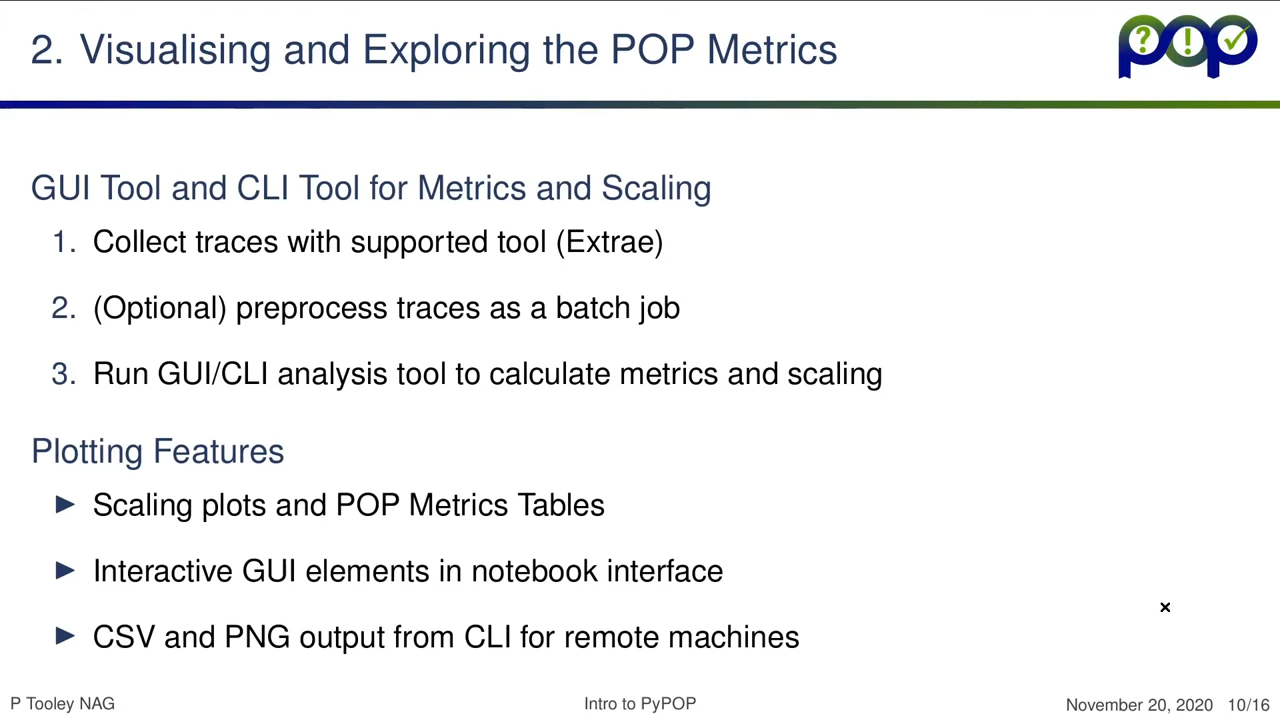 2. Visualising and Exploring the POP Metrics
pop
GUI Tool and CLI Tool for Metrics and Scaling
1. Collect traces with supported tool (Extrae)
2. (Optional) preprocess traces as a batch job
3. Run GUI/CLI analysis tool to calculate metrics and scaling
Plotting Features
▶ Scaling plots and POP Metrics Tables
▶ Interactive GUI elements in notebook interface
▶ CSV and PNG output from CLI for remote machines
P Tooley NAG
Intro to PyPOP
November 20, 2020 10/16